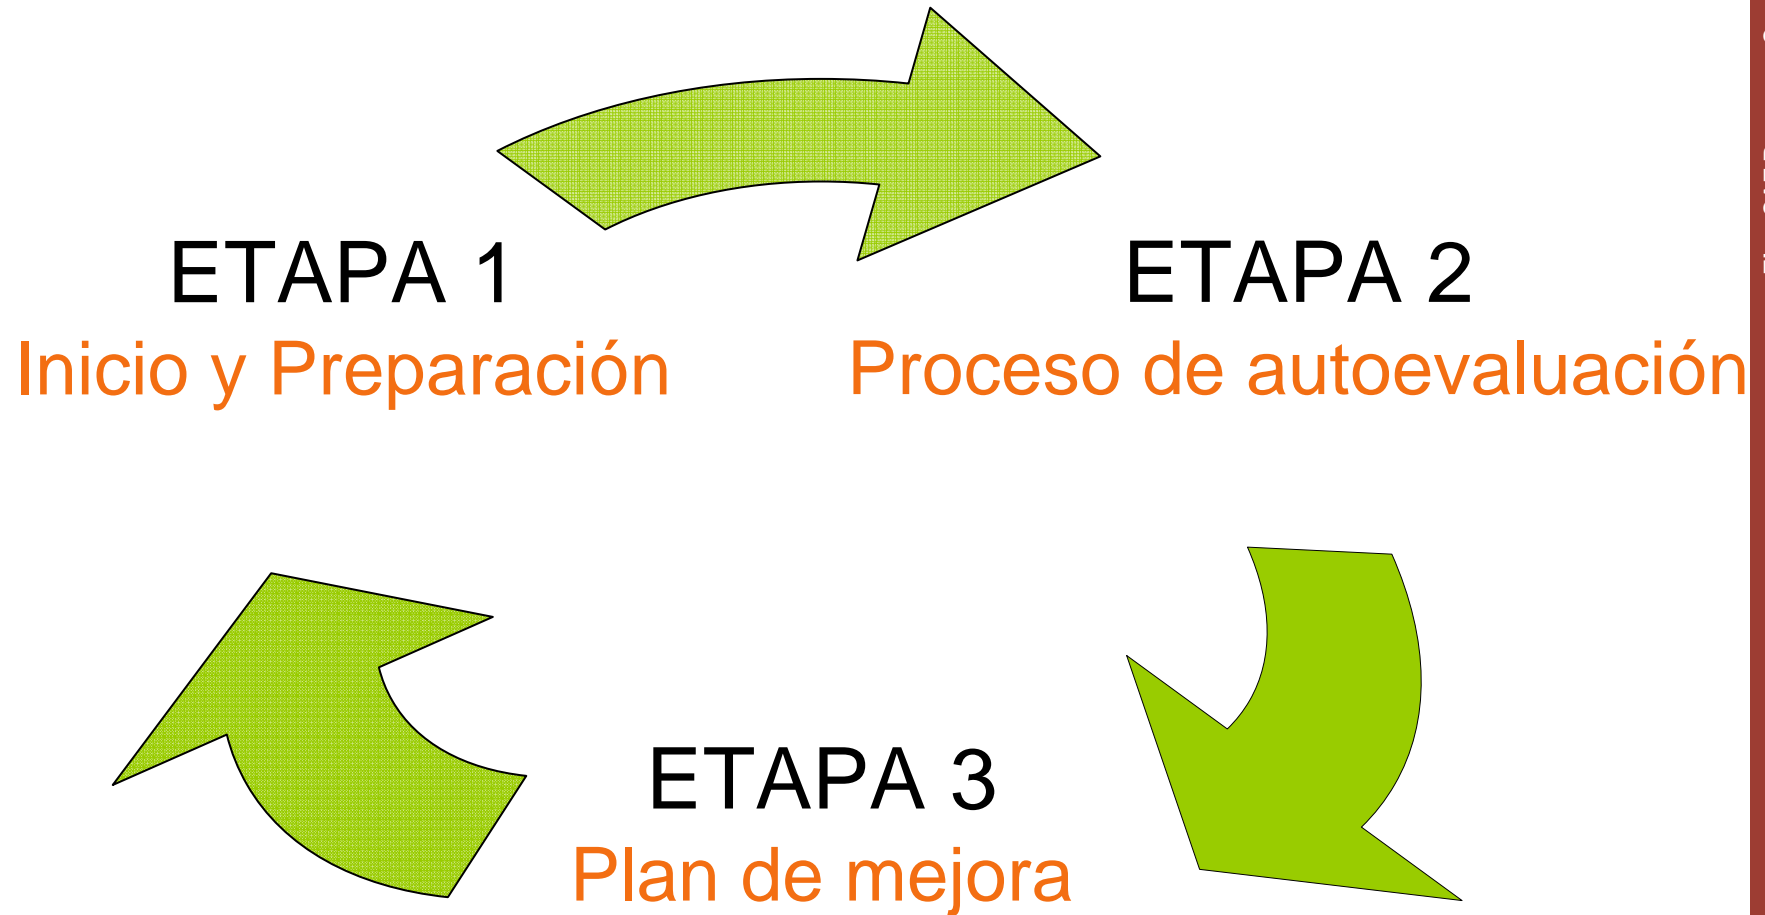 ETAPA 1
Inicio y Preparación
ETAPA 2
Proceso de autoevaluación
ETAPA 3
Plan de mejora